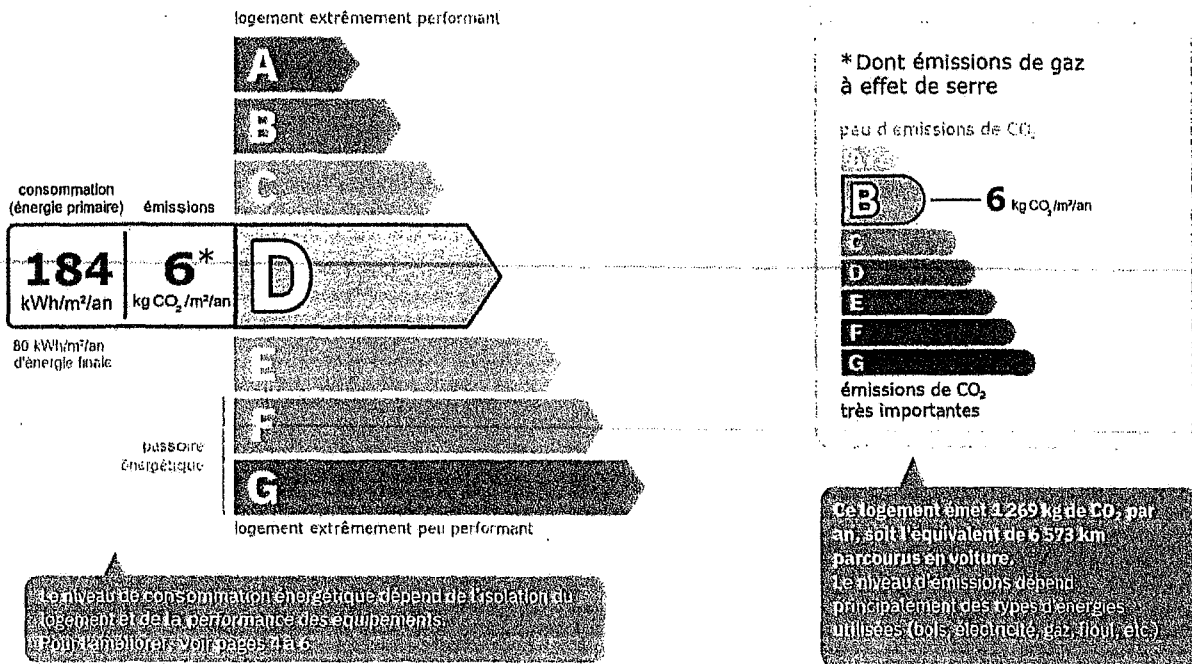 logement extrêmement performant
A
B
C
consommation
(énergie primaire)
émissions
184
kWh/m²/an
6*
kg CO₂/m²/an
D
80 kWh/m²/an
d'énergie finale
E
F
passoire
énergétique
G
logement extrêmement peu performant
Le niveau de consommation énergétique dépend de l'isolation du
logement et de la performance des équipements.
Pour l'améliorer, voir pages 4 à 6
*Dont émissions de gaz
à effet de serre
peu d'émissions de CO₂
A
B
6 kg CO₂/m²/an
C
D
E
F
G
émissions de CO₂
très importantes
Ce logement émet 1 269 kg de CO₂ par
an, soit l'équivalent de 6 573 km
parcourus en voiture.
Le niveau d'émissions dépend
principalement des types d'énergies
utilisées (bois, électricité, gaz, fioul, etc.)